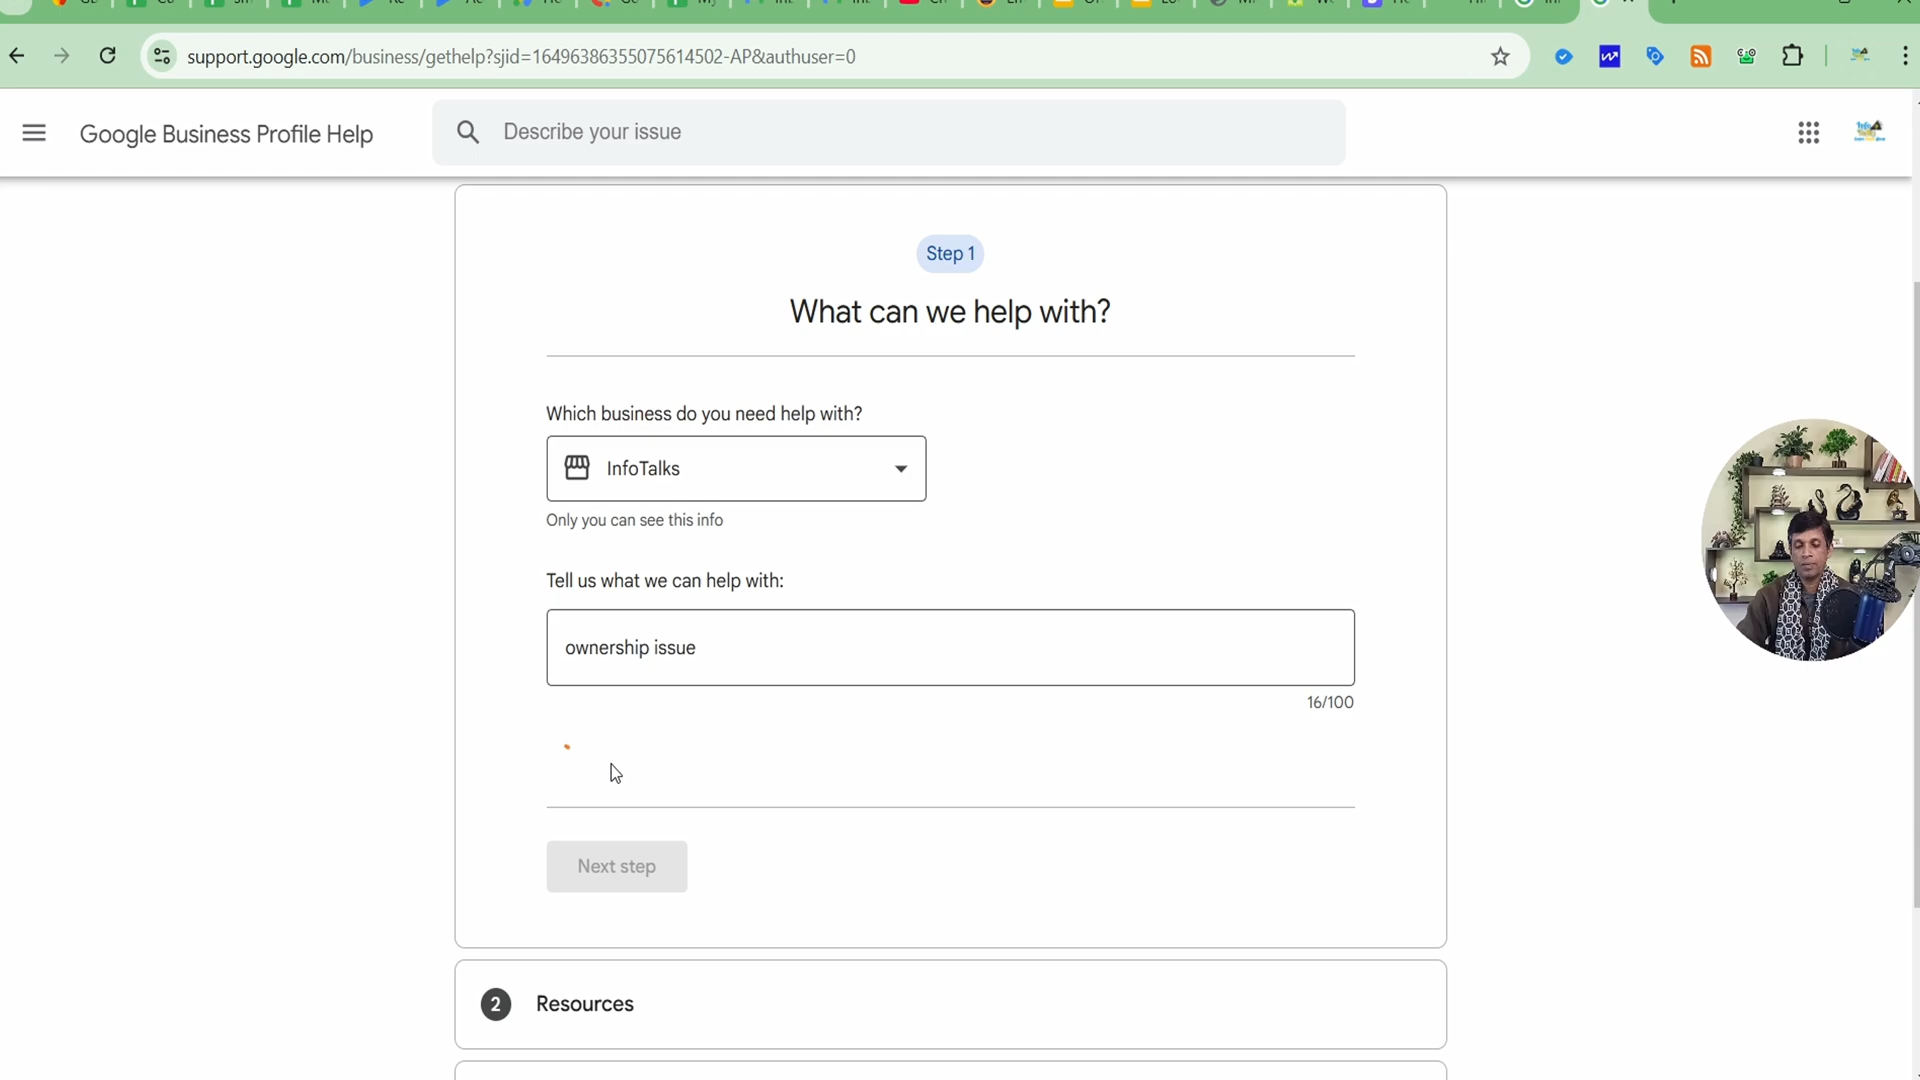 support.google.com/business/gethelp?sjid=16496386355075614502-AP&authuser=0
Google Business Profile Help
Describe your issue
Step 1
What can we help with?
Which business do you need help with?
InfoTalks
Only you can see this info
Tell us what we can help with:
ownership issue
16/100
Next step
2 Resources